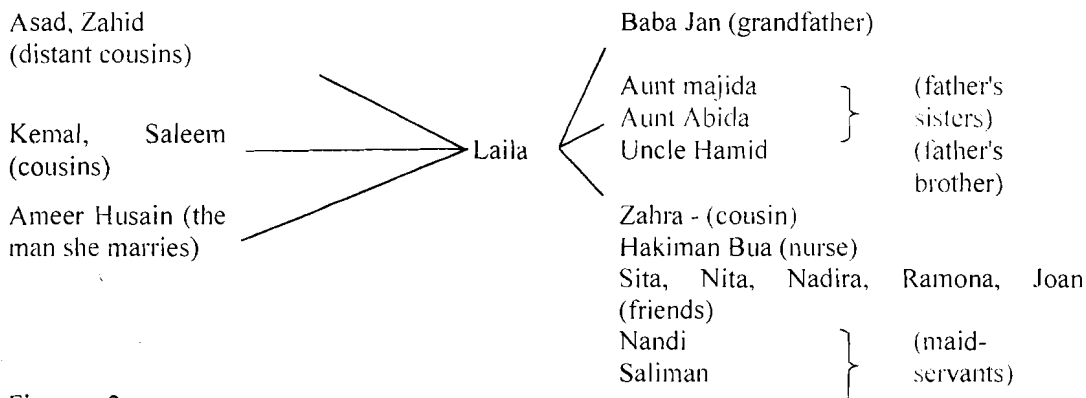 Asad, Zahid
(distant cousins)
Kemal, Saleem
(cousins)
Ameer Husain (the
man she marries)
Laila
Baba Jan (grandfather)
Aunt majida (father's
Aunt Abida sisters)
Uncle Hamid (father's
brother)
Zahra - (cousin)
Hakiman Bua (nurse)
Sita, Nita, Nadira, Ramona, Joan
(friends)
Nandi (maid-
Saliman servants)